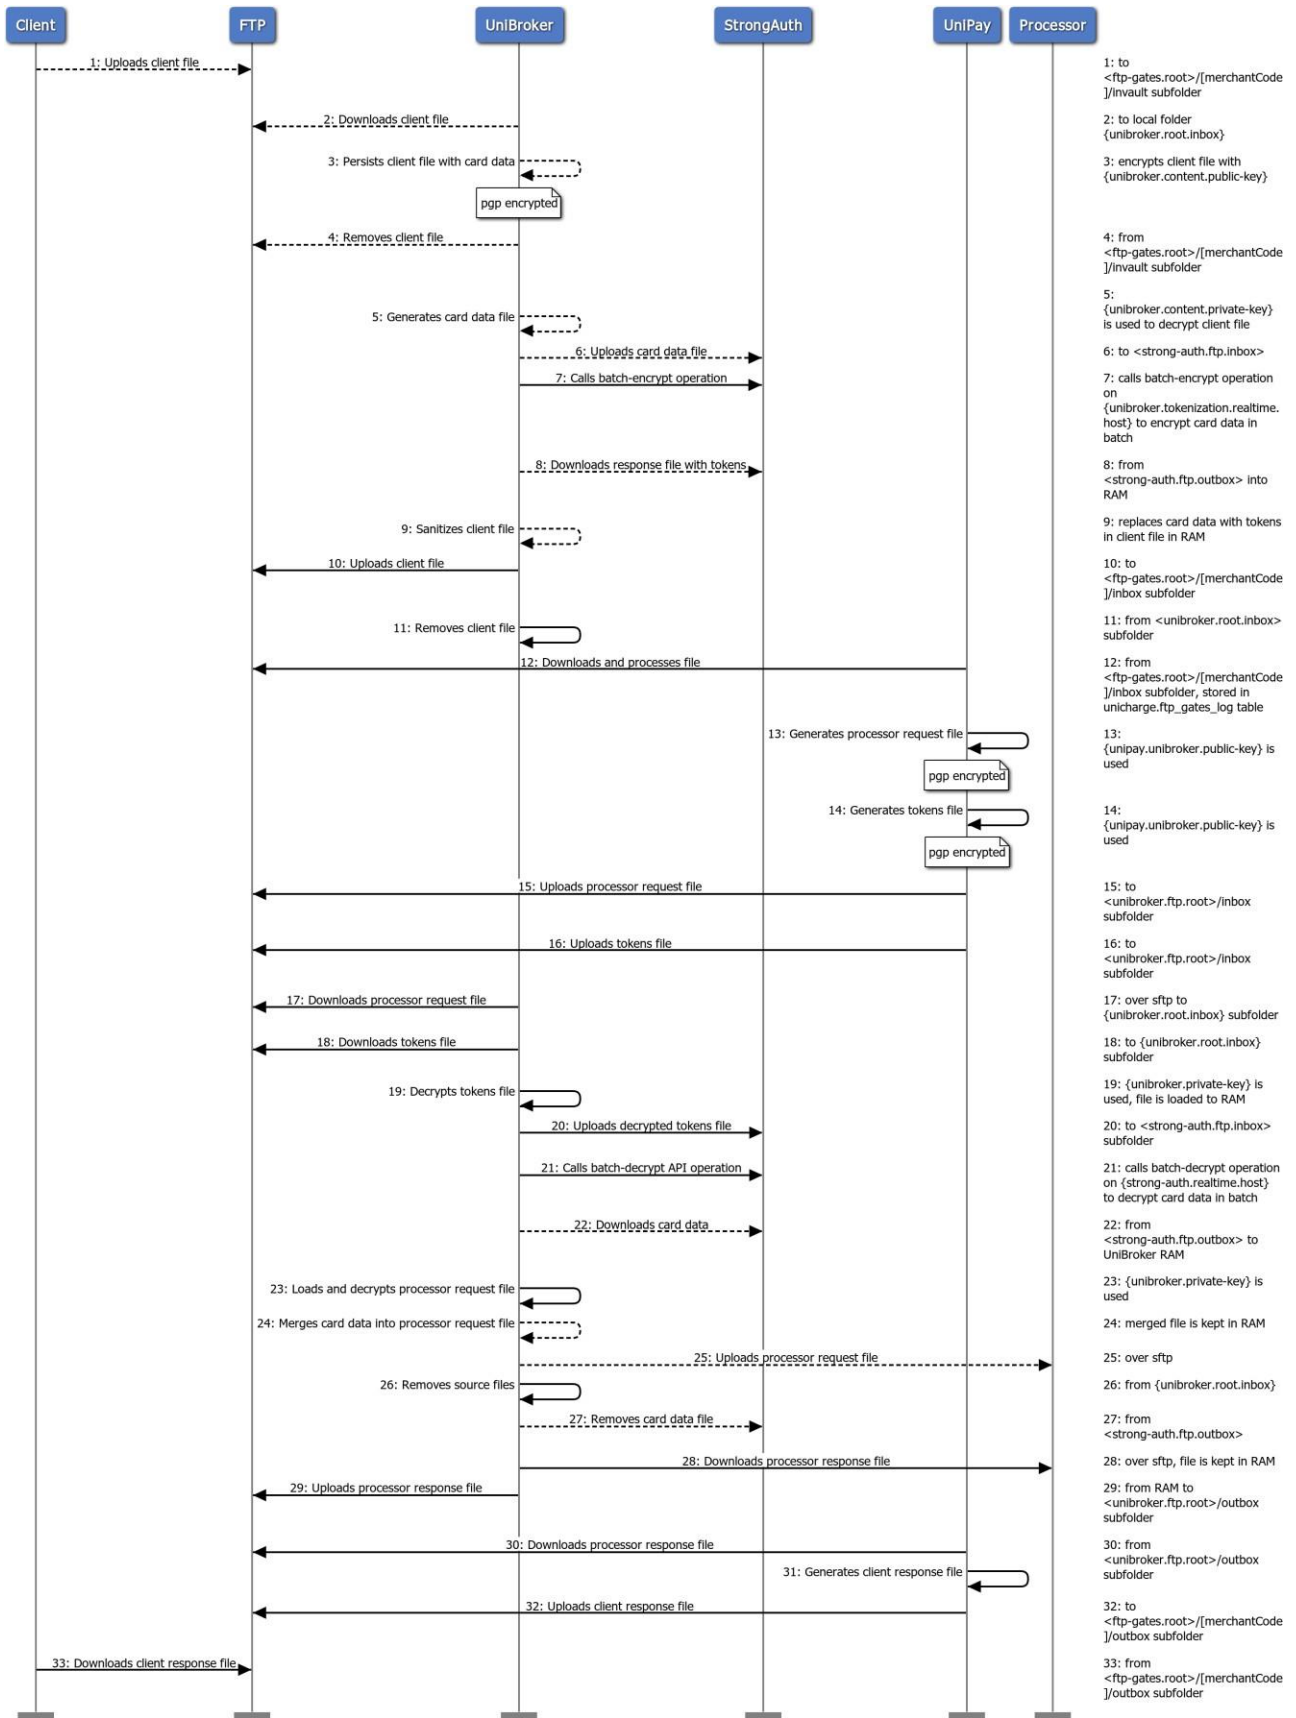 Client
FTP
UniBroker
StrongAuth
UniPay
Processor
1: Uploads client file
1: to
<ftp-gates.root>/[merchantCode
]/invault subfolder
2: Downloads client file
2: to local folder
{unibroker.root.inbox}
3: Persists client file with card data
3: encrypts client file with
{unibroker.content.public-key}
pgp encrypted
4: Removes client file
4: from
<ftp-gates.root>/[merchantCode
]/invault subfolder
5: Generates card data file
5:
{unibroker.content.private-key}
is used to decrypt client file
6: Uploads card data file
6: to <strong-auth.ftp.inbox>
7: Calls batch-encrypt operation
7: calls batch-encrypt operation
on
{unibroker.tokenization.realtime.
host} to encrypt card data in
batch
8: Downloads response file with tokens
8: from
<strong-auth.ftp.outbox> into
RAM
9: Sanitizes client file
9: replaces card data with tokens
in client file in RAM
10: Uploads client file
10: to
<ftp-gates.root>/[merchantCode
]/inbox subfolder
11: Removes client file
11: from <unibroker.root.inbox>
subfolder
12: Downloads and processes file
12: from
<ftp-gates.root>/[merchantCode
]/inbox subfolder, stored in
unicharge.ftp_gates_log table
13: Generates processor request file
13:
{unipay.unibroker.public-key} is
used
pgp encrypted
14: Generates tokens file
14:
{unipay.unibroker.public-key} is
used
pgp encrypted
15: Uploads processor request file
15: to
<unibroker.ftp.root>/inbox
subfolder
16: Uploads tokens file
16: to
<unibroker.ftp.root>/inbox
subfolder
17: Downloads processor request file
17: over sftp to
{unibroker.root.inbox} subfolder
18: Downloads tokens file
18: to {unibroker.root.inbox}
subfolder
19: Decrypts tokens file
19: {unibroker.private-key} is
used, file is loaded to RAM
20: Uploads decrypted tokens file
20: to <strong-auth.ftp.inbox>
subfolder
21: Calls batch-decrypt API operation
21: calls batch-decrypt operation
on {strong-auth.realtime.host}
to decrypt card data in batch
22: Downloads card data
22: from
<strong-auth.ftp.outbox> to
UniBroker RAM
23: Loads and decrypts processor request file
23: {unibroker.private-key} is
used
24: Merges card data into processor request file
24: merged file is kept in RAM
25: Uploads processor request file
25: over sftp
26: Removes source files
26: from {unibroker.root.inbox}
27: Removes card data file
27: from
<strong-auth.ftp.outbox>
28: Downloads processor response file
28: over sftp, file is kept in RAM
29: Uploads processor response file
29: from RAM to
<unibroker.ftp.root>/outbox
subfolder
30: Downloads processor response file
30: from
<unibroker.ftp.root>/outbox
subfolder
31: Generates client response file
32: Uploads client response file
32: to
<ftp-gates.root>/[merchantCode
]/outbox subfolder
33: Downloads client response file
33: from
<ftp-gates.root>/[merchantCode
]/outbox subfolder